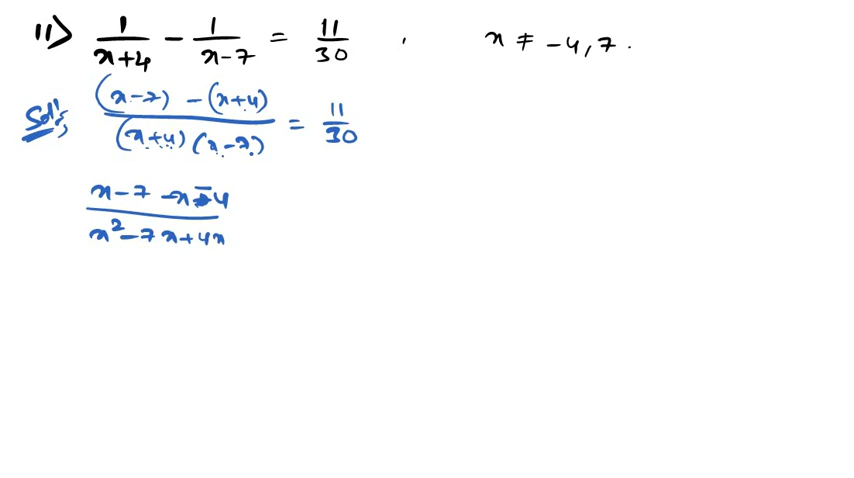 11> 1/(x+4) - 1/(x-7) = 11/30 , x ≠ -4, 7.
Sol: ((x-7) - (x+4))/((x+4)(x-7)) = 11/30
(x-7-x-4)/(x²-7x+4x